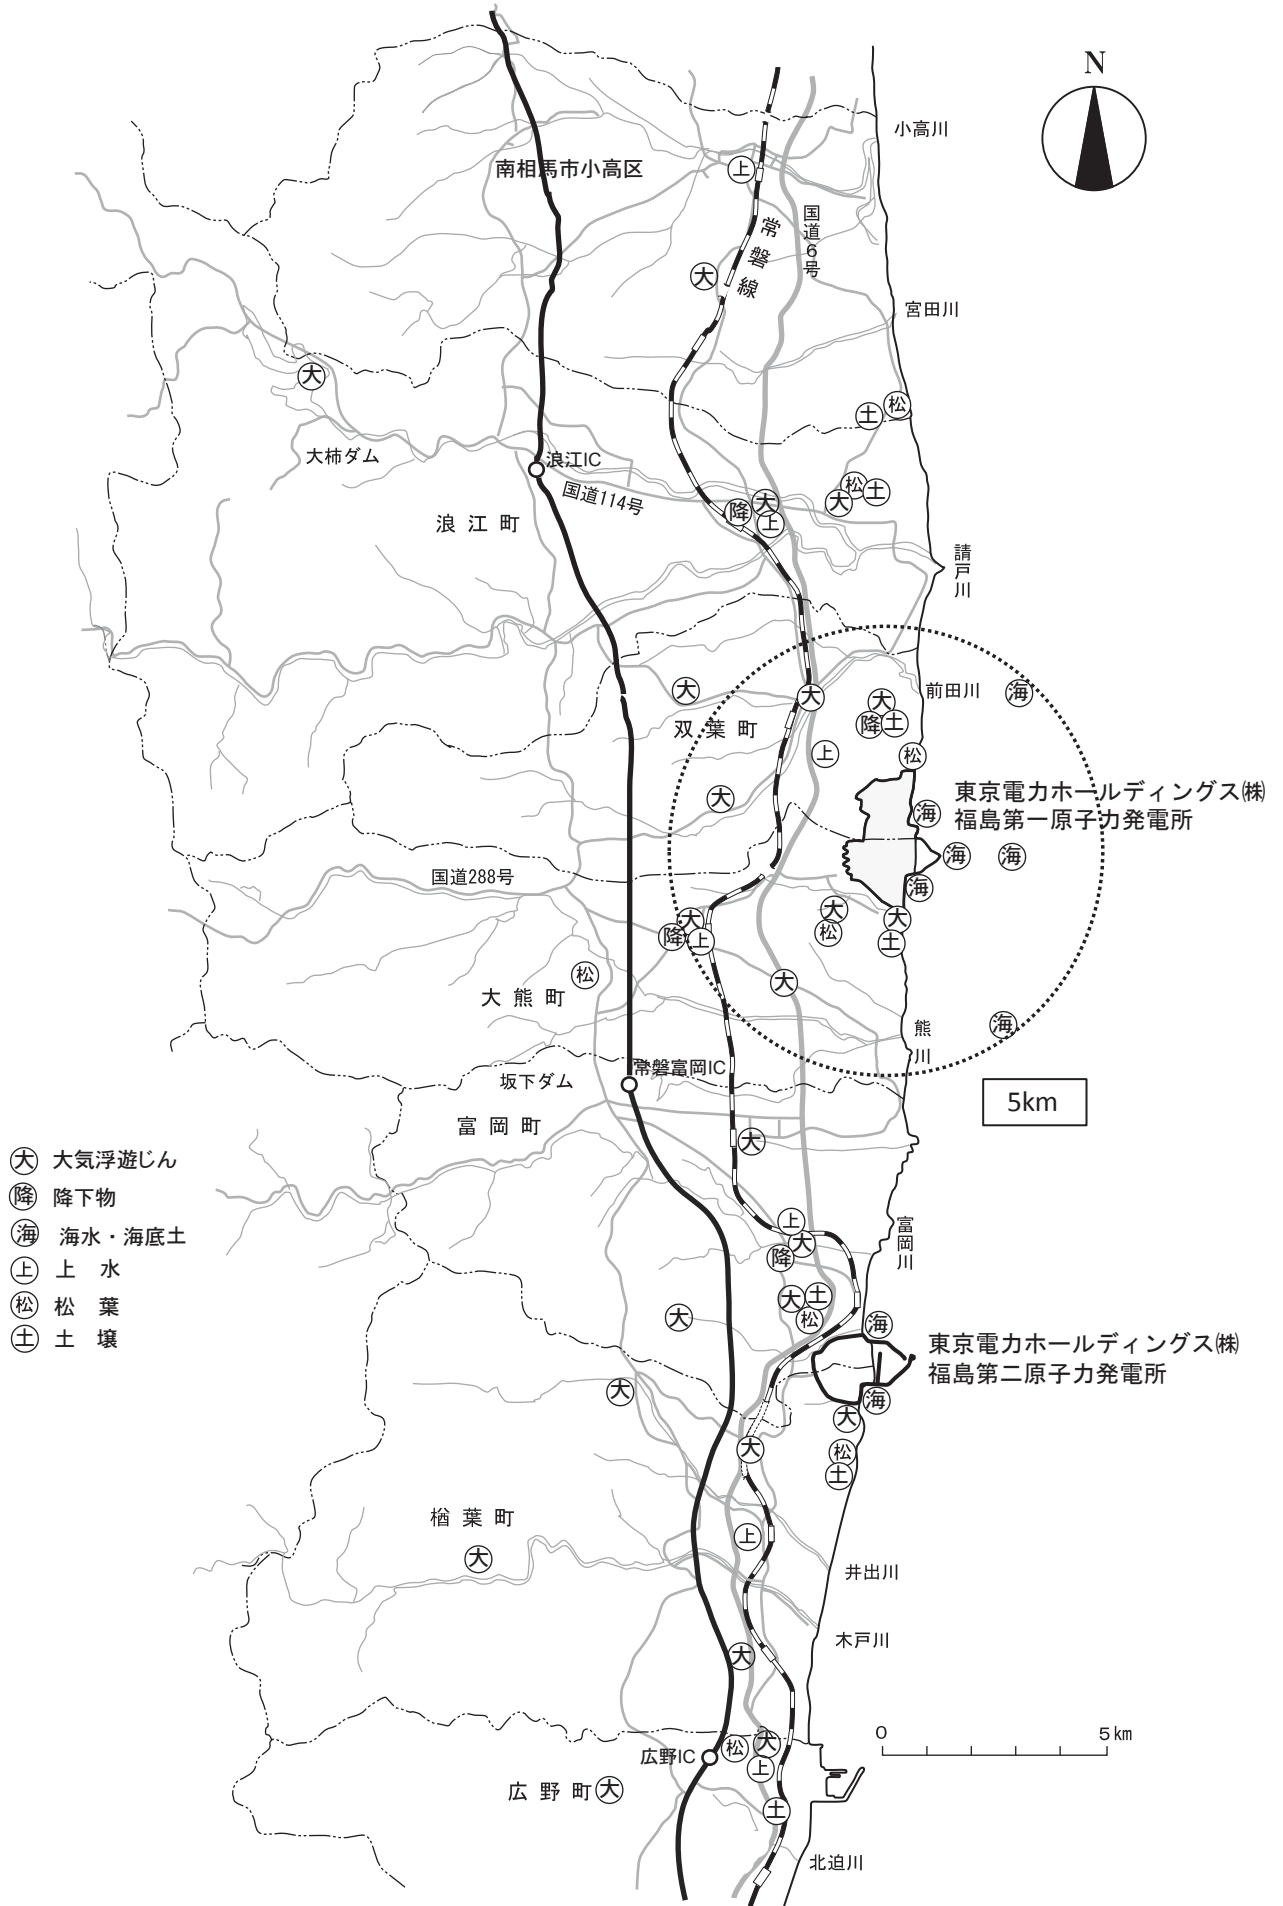 N
小高川
南相馬市小高区
上
国道6号
常磐線
大
宮田川
大
松
土
大柿ダム
浪江IC
国道114号
松
土
大
大
降
上
浪江町
請戸川
前田川
海
大
大
大
降
土
双葉町
上
松
大
東京電力ホールディングス㈱
福島第一原子力発電所
海
海
海
海
国道288号
大
松
大
土
大
降
上
松
大
大熊町
海
熊川
常磐富岡IC
坂下ダム
5km
富岡町
大
大 大気浮遊じん
降 降下物
海 海水・海底土
上 上水
松 松葉
土 土壌
上
大
降
富岡川
大
土
松
大
海
東京電力ホールディングス㈱
福島第二原子力発電所
大
海
大
大
松
土
楢葉町
大
上
井出川
木戸川
大
0 5km
広野IC
松
大
上
広野町
大
土
北迫川